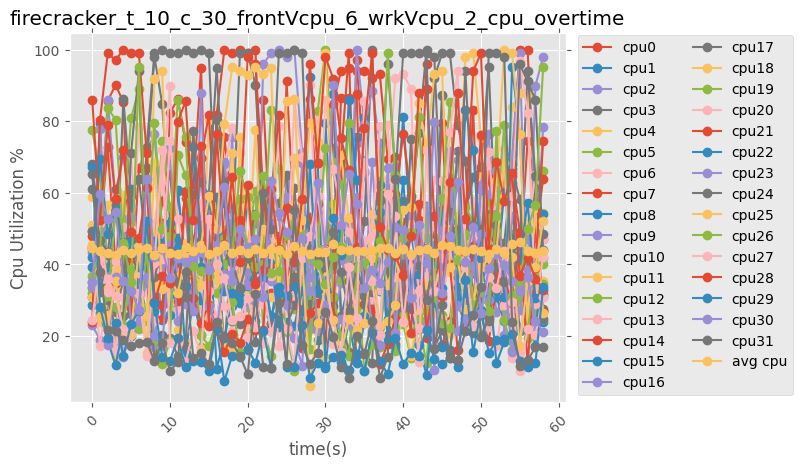 firecracker_t_10_c_30_frontVcpu_6_wrkVcpu_2_cpu_overtime
Cpu Utilization %
100
80
60
40
20
0
10
20
30
40
50
60
time(s)
cpu0
cpu1
cpu2
cpu3
cpu4
cpu5
cpu6
cpu7
cpu8
cpu9
cpu10
cpu11
cpu12
cpu13
cpu14
cpu15
cpu16
cpu17
cpu18
cpu19
cpu20
cpu21
cpu22
cpu23
cpu24
cpu25
cpu26
cpu27
cpu28
cpu29
cpu30
cpu31
avg cpu